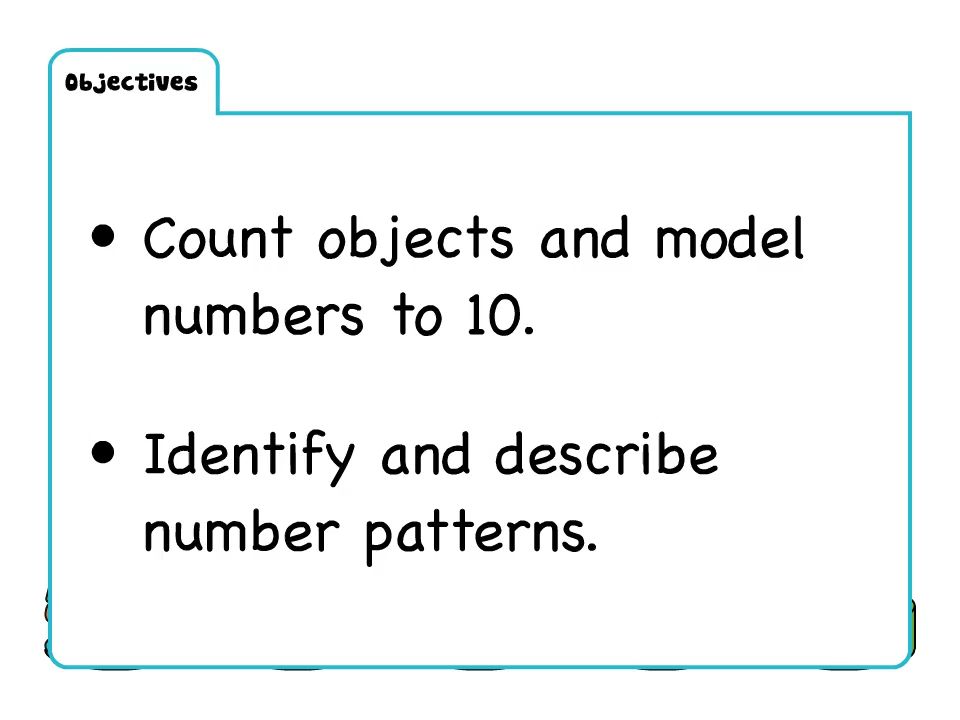 Objectives
• Count objects and model
numbers to 10.
• Identify and describe
number patterns.